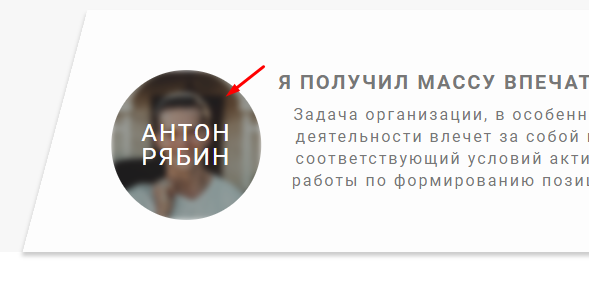 АНТОН
РЯБИН
Я ПОЛУЧИЛ МАССУ ВПЕЧАТ
Задача организации, в особенн
деятельности влечет за собой
соответствующий условий акти
работы по формированию пози